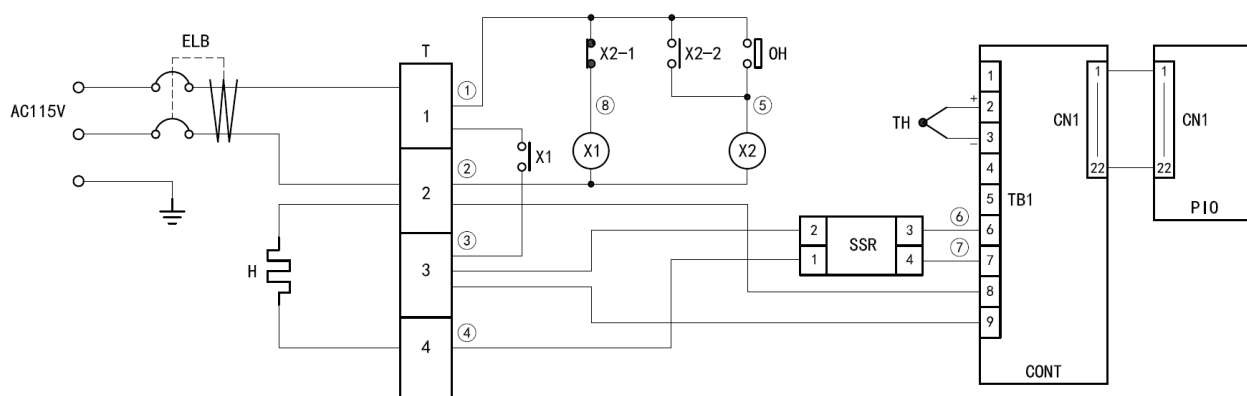 ELB
T
X2-1
X2-2
OH
AC115V
1
2
3
4
①
②
③
④
⑧
⑤
X1
X1
X2
H
2
1
SSR
3
4
⑥
⑦
TH
+
−
1
2
3
4
5
6
7
8
9
TB1
CONT
1
CN1
22
1
CN1
22
PIO